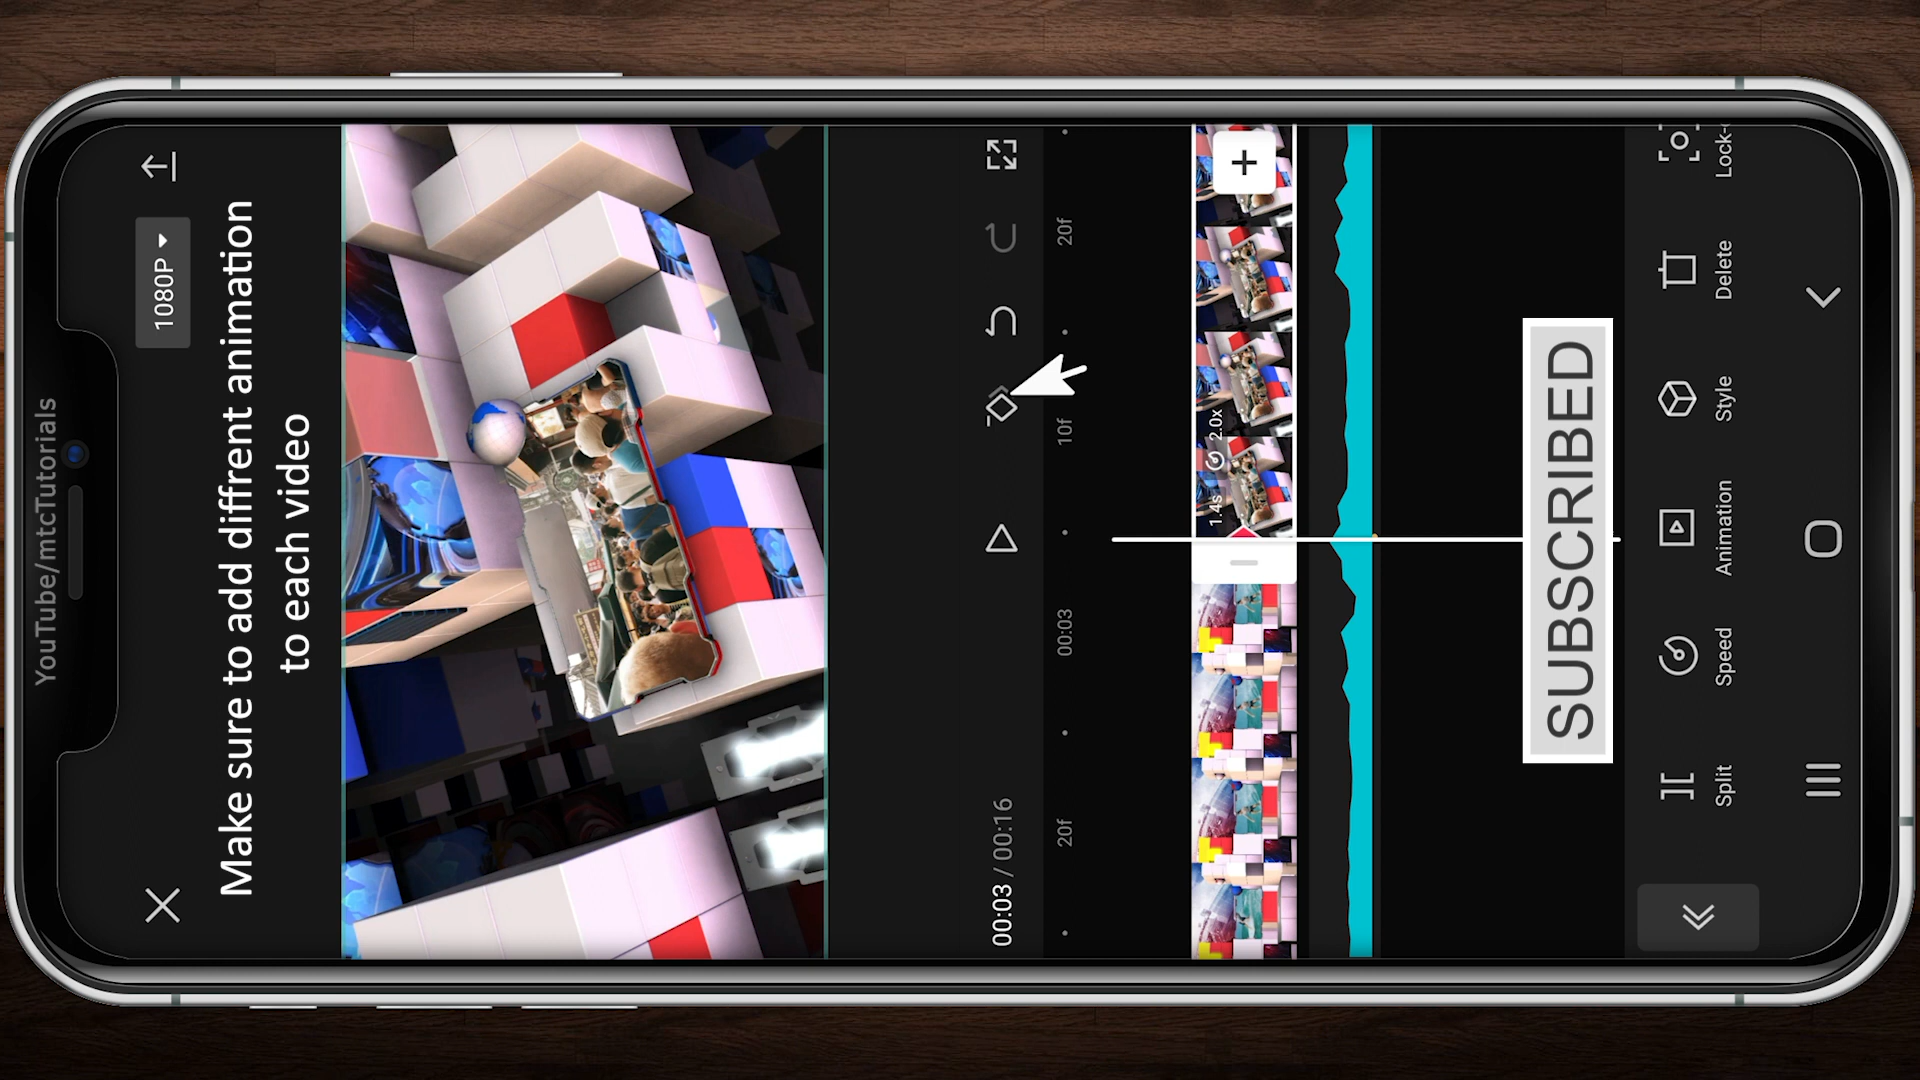 YouTube/mtcTutorials
1080P
Make sure to add diffrent animation
to each video
00:03 / 00:16
20f
00:03
10f
20f
1.4s
2.0x
SUBSCRIBED
Split
Speed
Animation
Style
Delete
Lock-